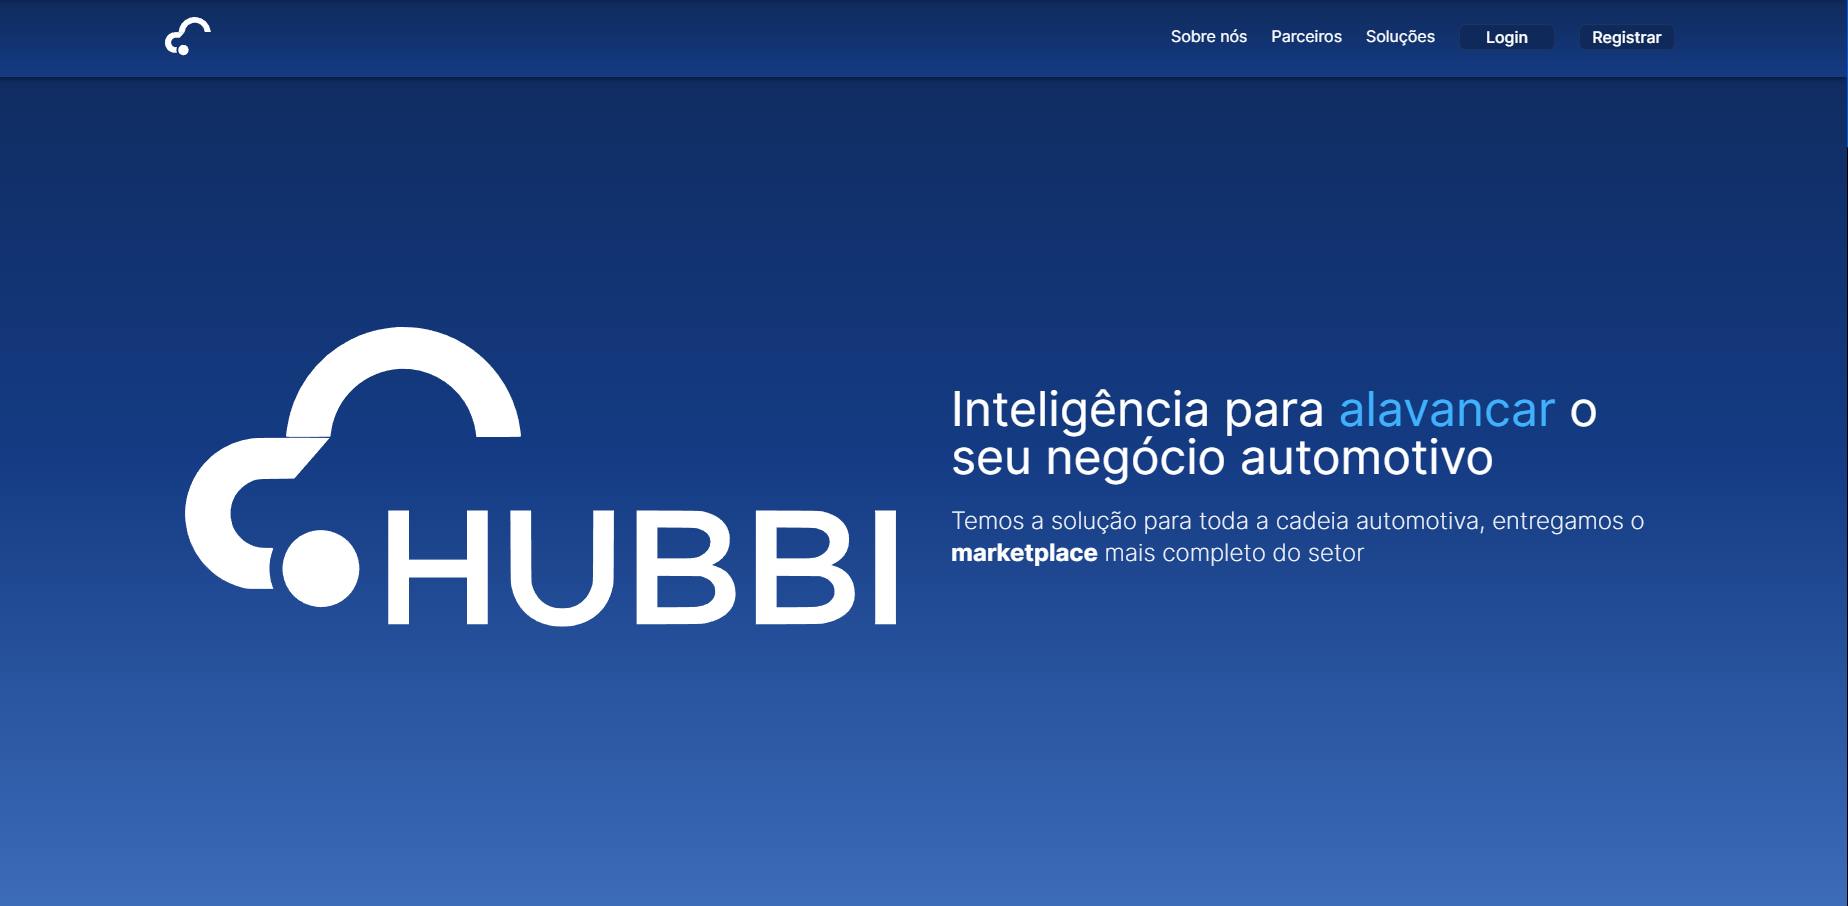 Sobre nós Parceiros Soluções Login Registrar
HUBBI
Inteligência para alavancar o
seu negócio automotivo
Temos a solução para toda a cadeia automotiva, entregamos o
marketplace mais completo do setor